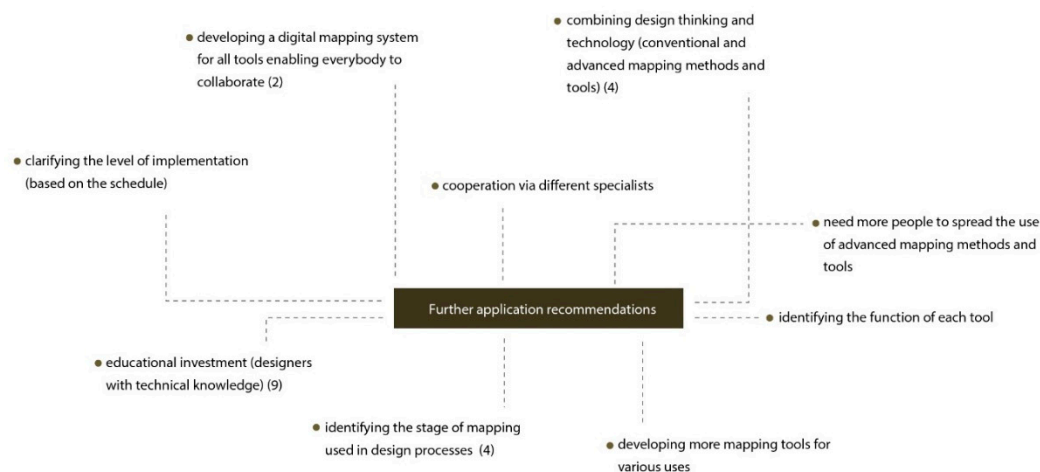 combining design thinking and
technology (conventional and
advanced mapping methods and
tools) (4)
developing a digital mapping system
for all tools enabling everybody to
collaborate (2)
clarifying the level of implementation
(based on the schedule)
cooperation via different specialists
need more people to spread the use
of advanced mapping methods and
tools
Further application recommendations
identifying the function of each tool
educational investment (designers
with technical knowledge) (9)
identifying the stage of mapping
used in design processes (4)
developing more mapping tools for
various uses